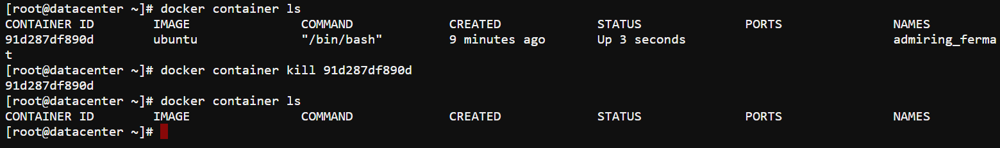 [root@datacenter ~]# docker container ls
CONTAINER ID        IMAGE               COMMAND             CREATED             STATUS              PORTS               NAMES
91d287df890d        ubuntu              "/bin/bash"         9 minutes ago       Up 3 seconds                            admiring_ferma
t
[root@datacenter ~]# docker container kill 91d287df890d
91d287df890d
[root@datacenter ~]# docker container ls
CONTAINER ID        IMAGE               COMMAND             CREATED             STATUS              PORTS               NAMES
[root@datacenter ~]#